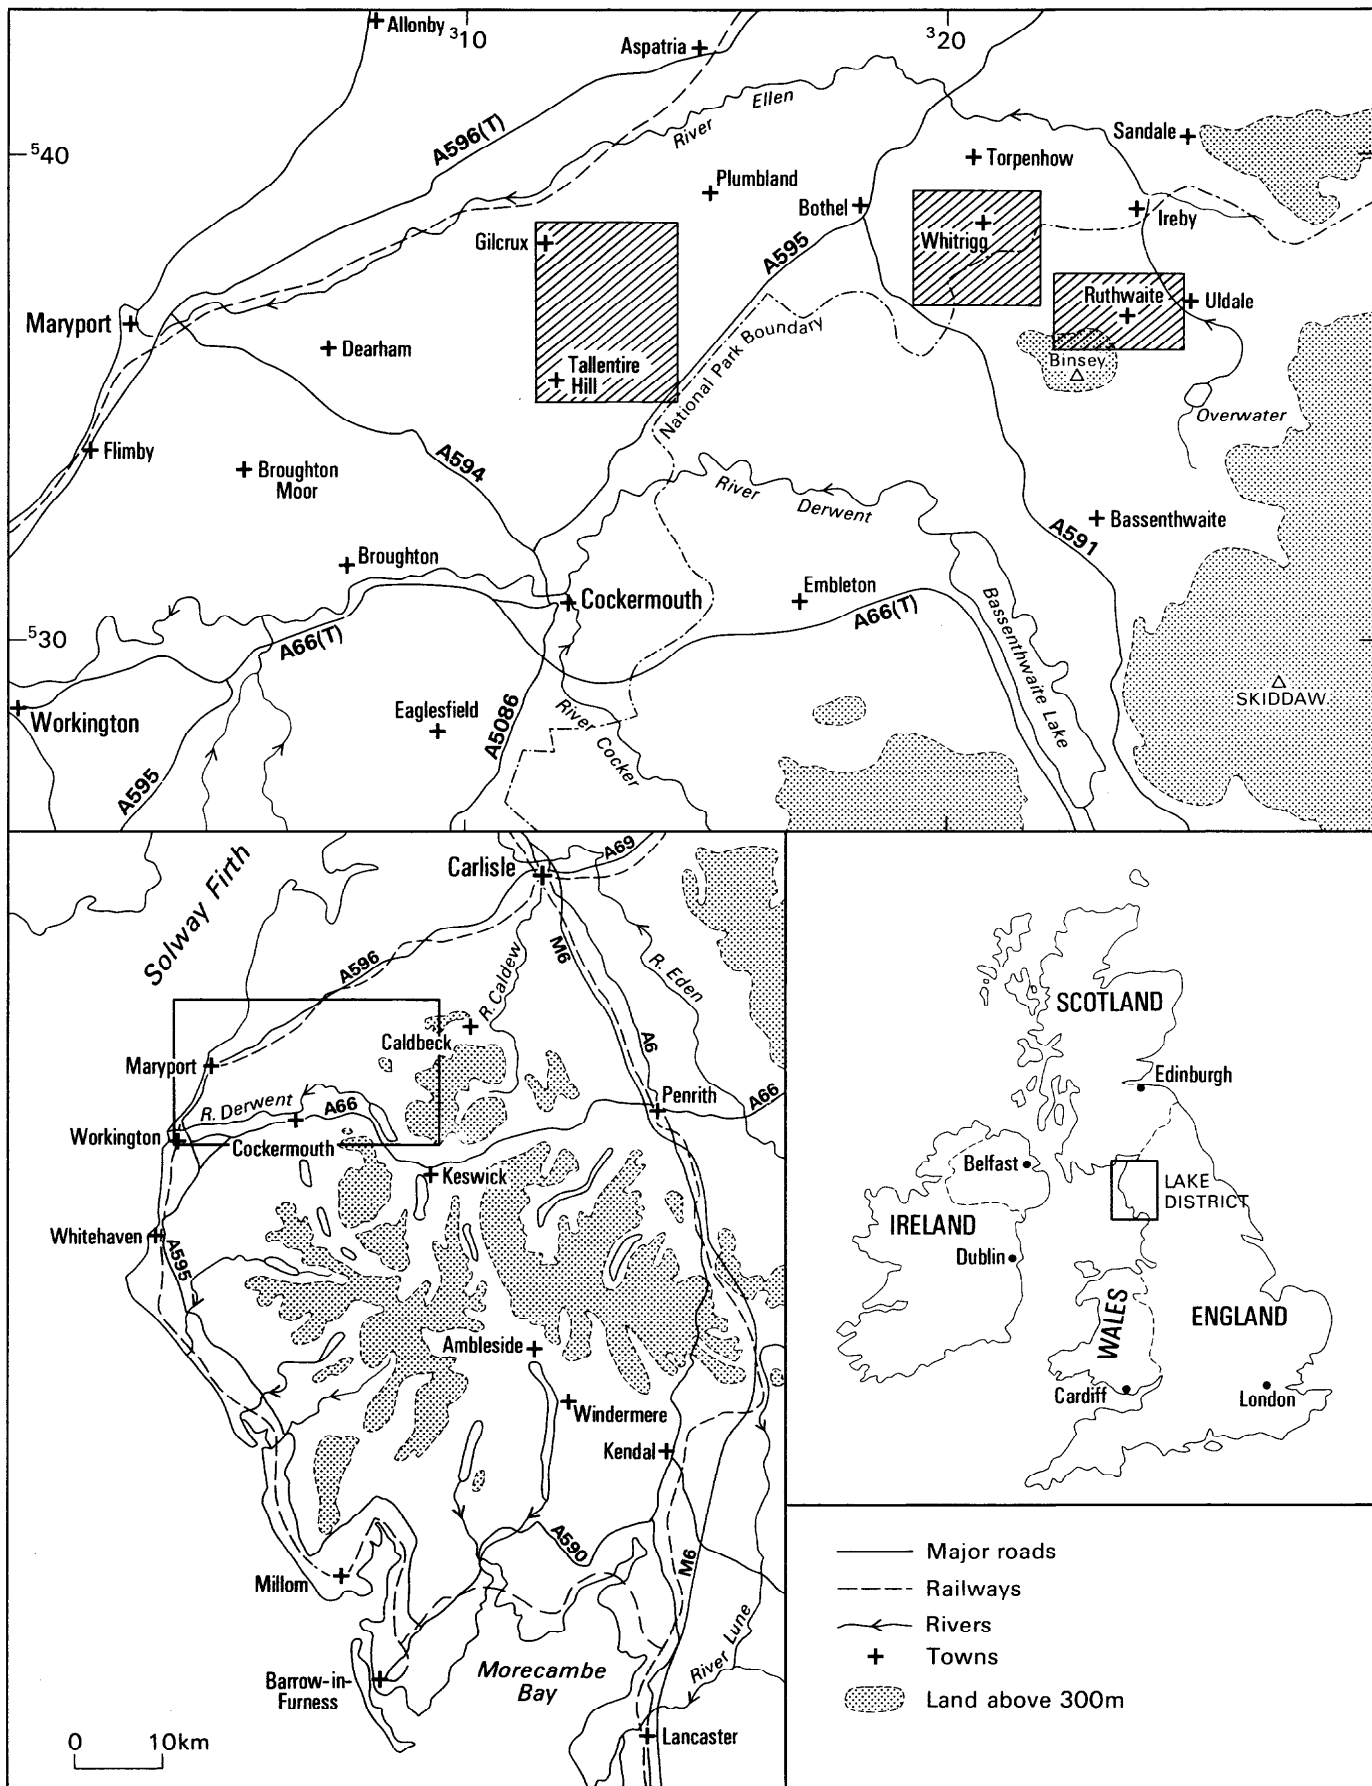 Allonby
³10
Aspatria
³20
A596(T)
River
Ellen
Sandale
⁵40
Torpenhow
Plumbland
Bothel
Ireby
Gilcrux
Whitrigg
A595
Ruthwaite
Uldale
Maryport
National Park Boundary
Dearham
Tallentire
Hill
Binsey
Overwater
Flimby
A594
Broughton
Moor
River
Derwent
Bassenthwaite
A591
Broughton
Cockermouth
Embleton
A66(T)
A66(T)
Bassenthwaite Lake
⁵30
SKIDDAW
Workington
Eaglesfield
A5086
River Cocker
A595
Solway Firth
Carlisle
A69
M6
A596
R. Caldew
R. Eden
Caldbeck
A6
Maryport
R. Derwent
A66
Penrith
A66
Workington
Cockermouth
Keswick
Whitehaven
A595
Ambleside
Windermere
Kendal
A590
M6
Millom
River Lune
Barrow-in-
Furness
Morecambe
Bay
Lancaster
0 10km
SCOTLAND
Edinburgh
Belfast
LAKE
DISTRICT
IRELAND
Dublin
WALES
ENGLAND
Cardiff
London
Major roads
Railways
Rivers
Towns
Land above 300m